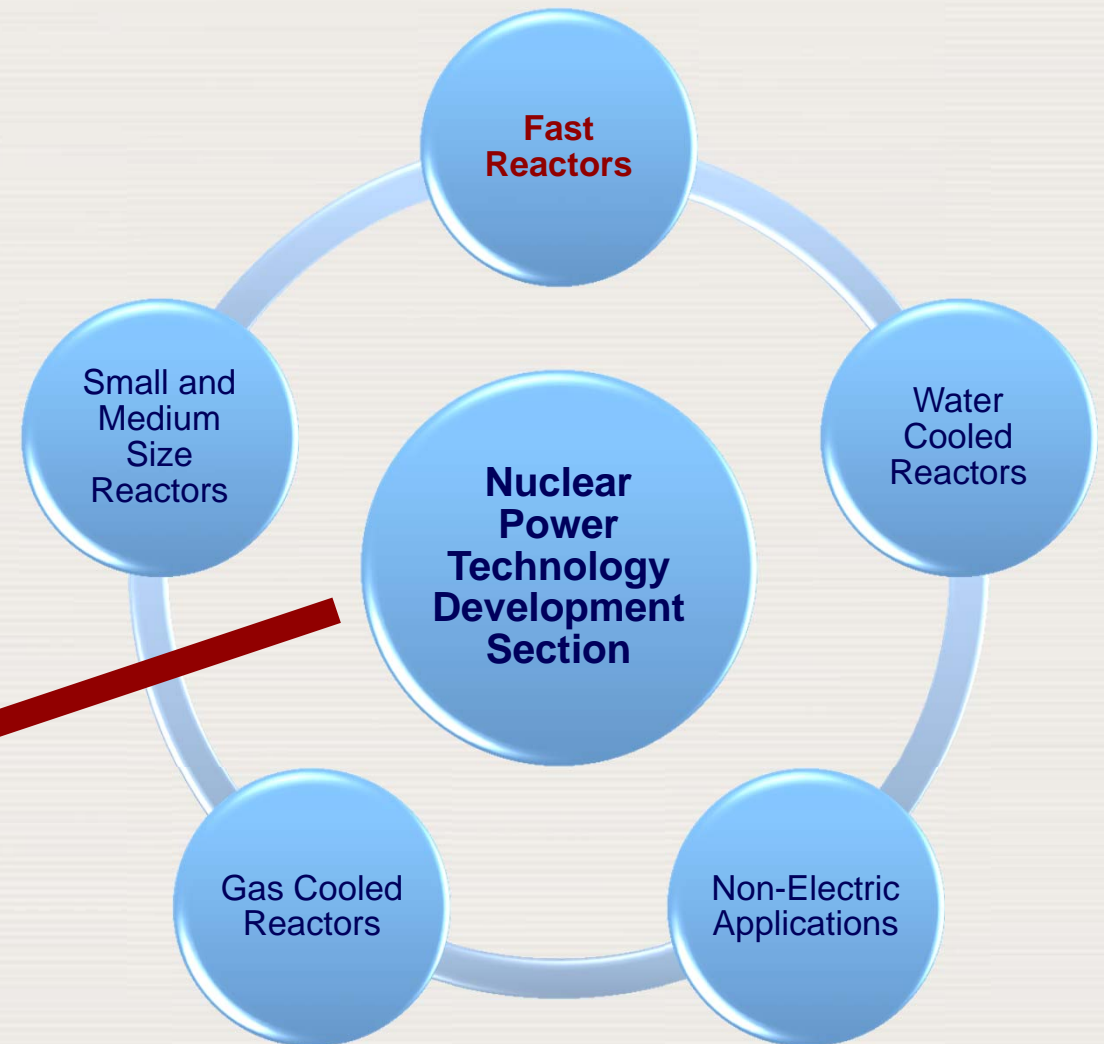 Fast
Reactors
Small and
Medium
Size
Reactors
Water
Cooled
Reactors
Nuclear
Power
Technology
Development
Section
Gas Cooled
Reactors
Non-Electric
Applications